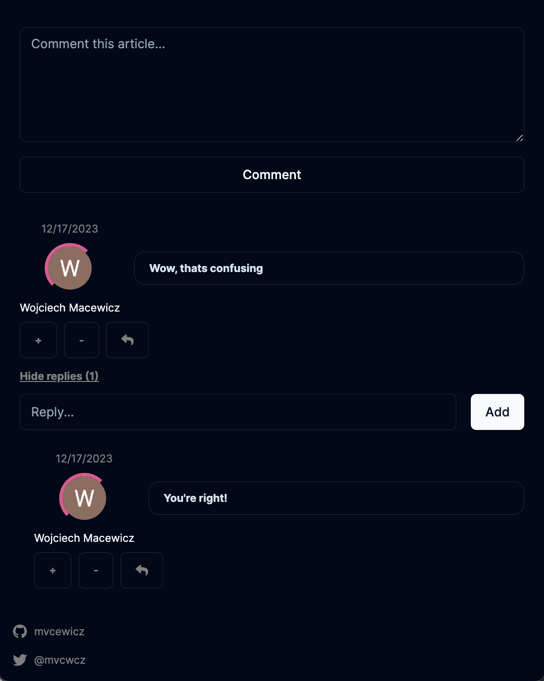 Comment this article...
Comment
12/17/2023
W
Wow, thats confusing
Wojciech Macewicz
+ -
Hide replies (1)
Reply... Add
12/17/2023
W
You're right!
Wojciech Macewicz
+ -
mvcewicz
@mvcwcz